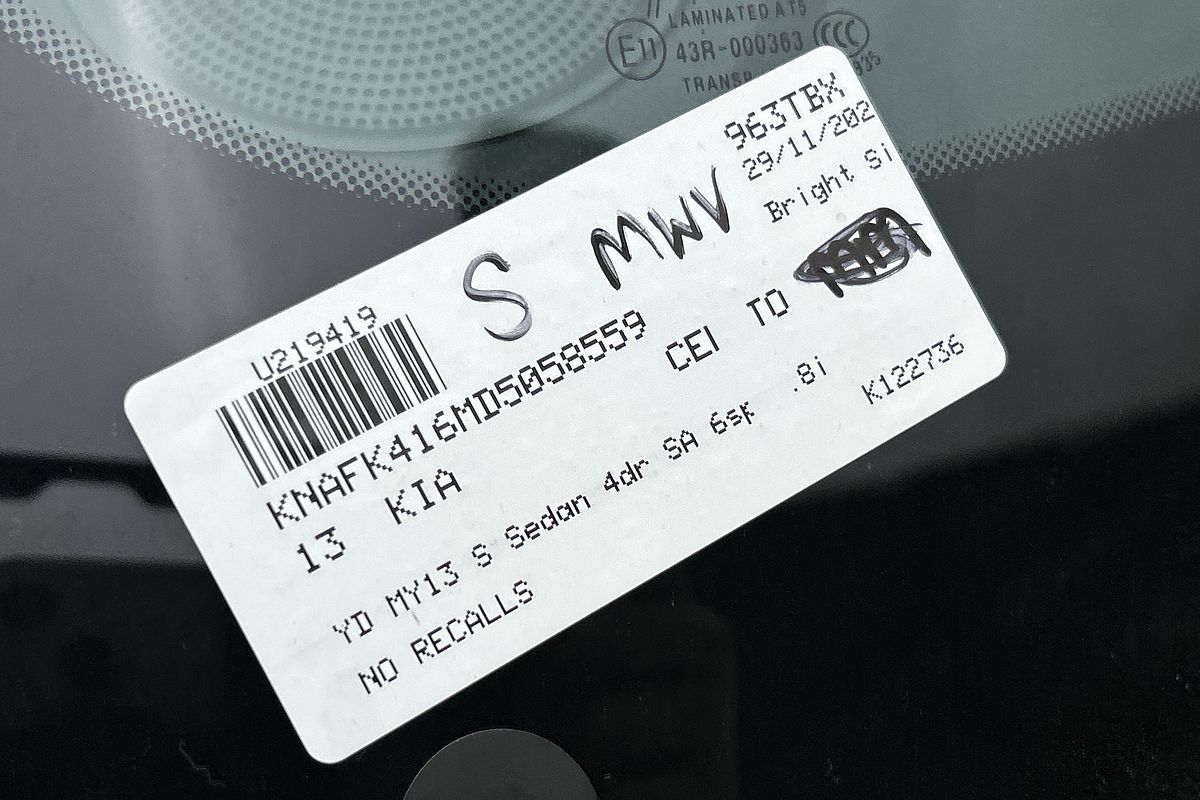 LAMINATED AT5
E11 43R-000363 CCC
TRANSP
963TBX
29/11/202
Bright Si
S MWV
U219419
KNAFK416MD5058559 CEI TO
13 KIA
YD MY13 S Sedan 4dr SA 6sp .8i
K122736
NO RECALLS